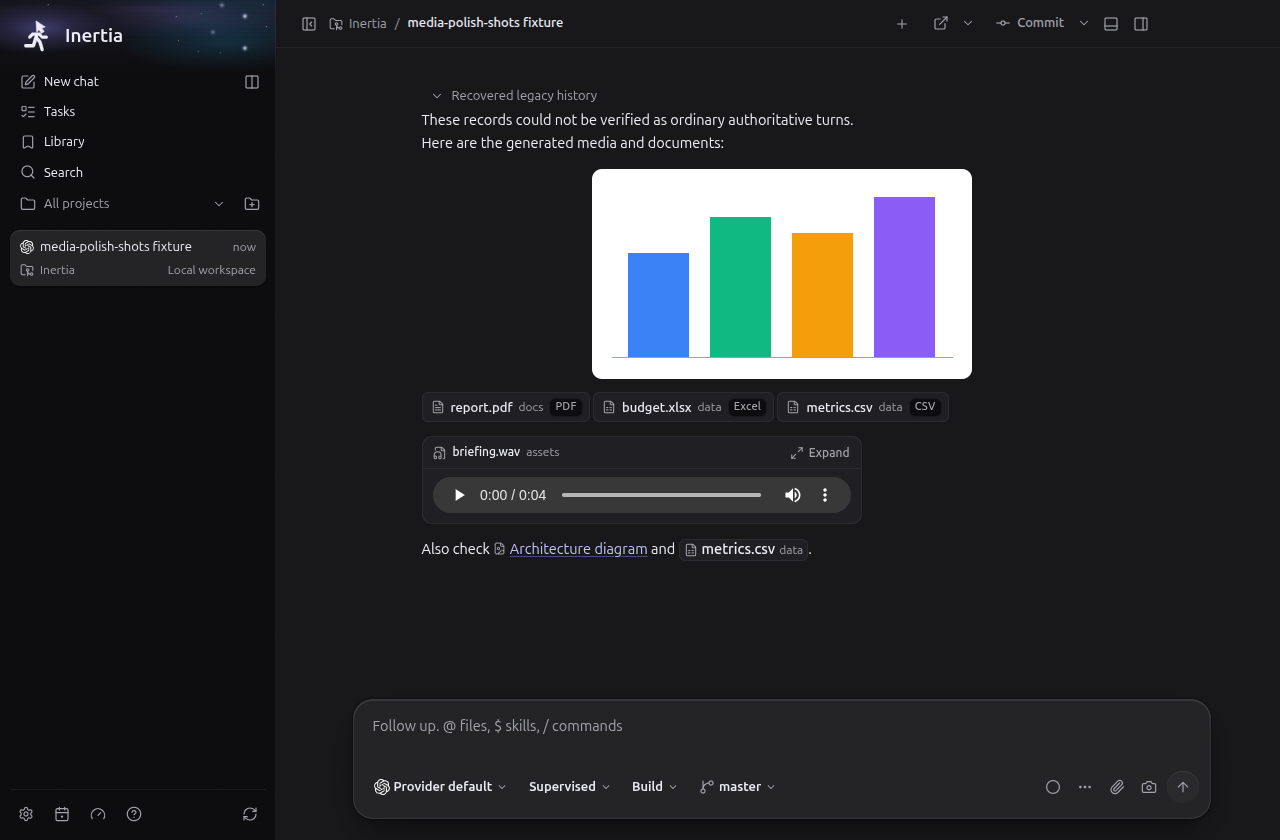 Inertia
New chat
Tasks
Library
Search
All projects
media-polish-shots fixture now
Inertia Local workspace
Inertia / media-polish-shots fixture
Commit
Recovered legacy history
These records could not be verified as ordinary authoritative turns.
Here are the generated media and documents:
report.pdf docs PDF budget.xlsx data Excel metrics.csv data CSV
briefing.wav assets Expand
0:00 / 0:04
Also check Architecture diagram and metrics.csv data.
Follow up. @ files, $ skills, / commands
Provider default Supervised Build master